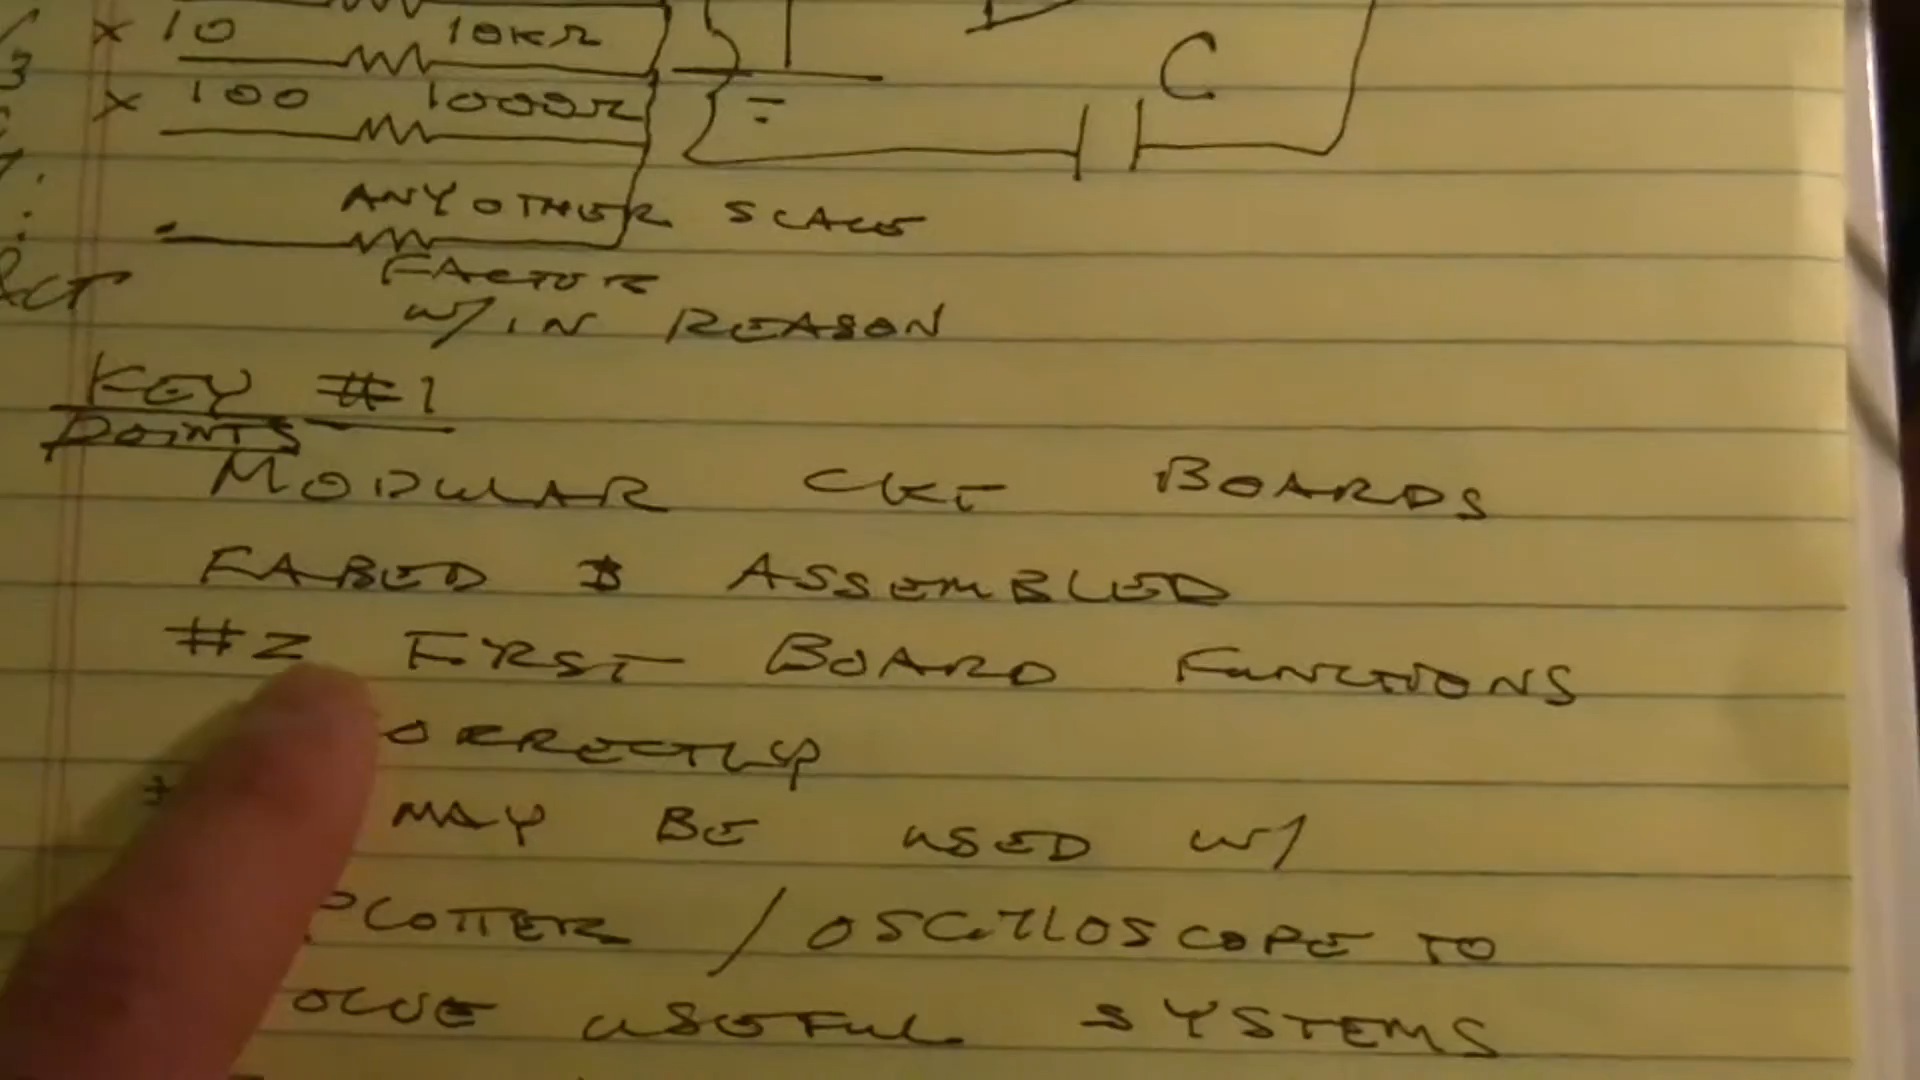 x 10 10KΩ
x 100 1000Ω
C
ANY OTHER SCALE
FACTOR
W/IN REASON
KEY #1
POINTS
MODULAR CKT BOARDS
FABED & ASSEMBLED
#2 FIRST BOARD FUNCTIONS
ORRECTLY
MAY BE USED W/
PLOTTER / OSCILLOSCOPE TO
OLVE USEFUL SYSTEMS